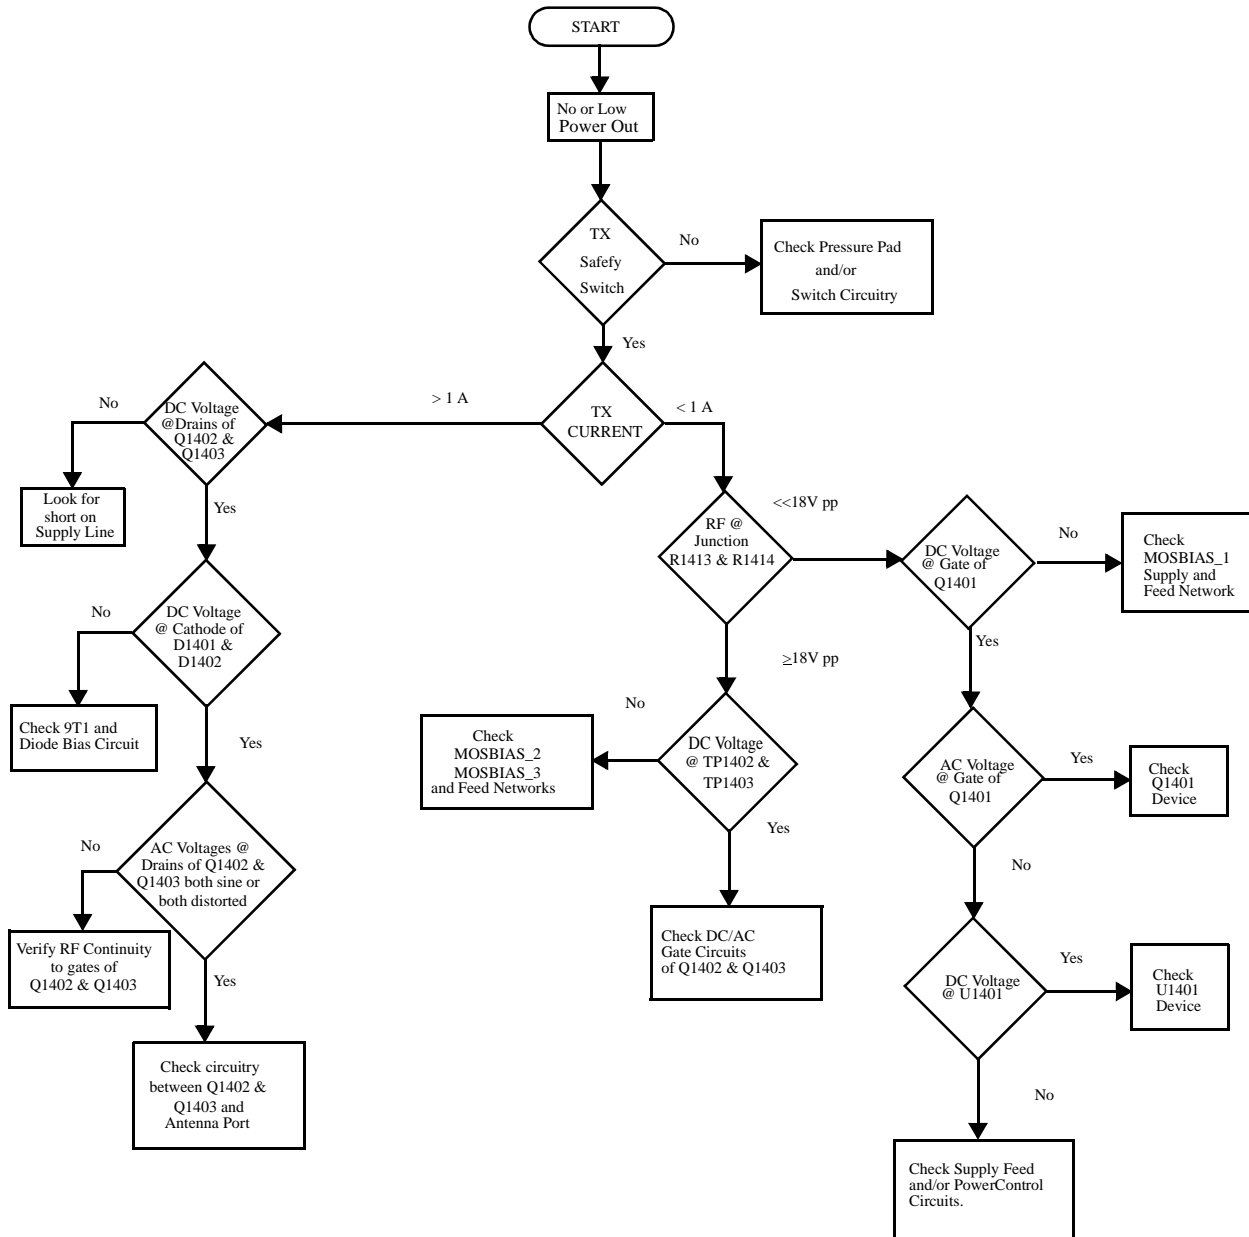 START
No or Low
Power Out
TX
Safefy
Switch
No
Check Pressure Pad
and/or
Switch Circuitry
Yes
TX
CURRENT
> 1 A
< 1 A
DC Voltage
@Drains of
Q1402 &
Q1403
No
Look for
short on
Supply Line
Yes
DC Voltage
@ Cathode of
D1401 &
D1402
No
Check 9T1 and
Diode Bias Circuit
Yes
AC Voltages @
Drains of Q1402 &
Q1403 both sine or
both distorted
No
Verify RF Continuity
to gates of
Q1402 & Q1403
Yes
Check circuitry
between Q1402 &
Q1403 and
Antenna Port
RF @
Junction
R1413 & R1414
<<18V pp
≥18V pp
DC Voltage
@ TP1402 &
TP1403
No
Check
MOSBIAS_2
MOSBIAS_3
and Feed Networks
Yes
Check DC/AC
Gate Circuits
of Q1402 & Q1403
DC Voltage
@ Gate of
Q1401
No
Check
MOSBIAS_1
Supply and
Feed Network
Yes
AC Voltage
@ Gate of
Q1401
Yes
Check
Q1401
Device
No
DC Voltage
@ U1401
Yes
Check
U1401
Device
No
Check Supply Feed
and/or PowerControl
Circuits.